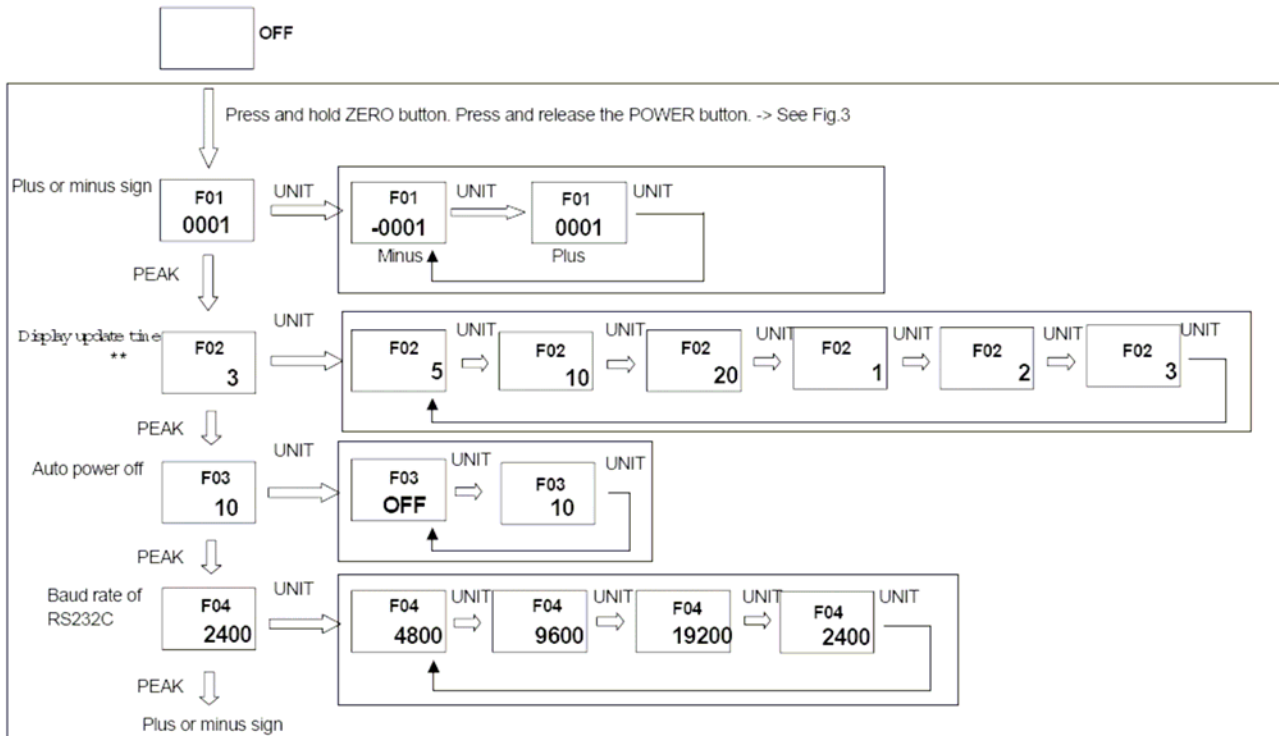 OFF
Press and hold ZERO button. Press and release the POWER button. -> See Fig.3
Plus or minus sign
F01
0001
UNIT
F01
-0001
Minus
UNIT
F01
0001
Plus
UNIT
PEAK
Display update time
**
F02
3
UNIT
F02
5
UNIT
F02
10
UNIT
F02
20
UNIT
F02
1
UNIT
F02
2
UNIT
F02
3
UNIT
PEAK
Auto power off
F03
10
UNIT
F03
OFF
UNIT
F03
10
UNIT
PEAK
Baud rate of
RS232C
F04
2400
UNIT
F04
4800
UNIT
F04
9600
UNIT
F04
19200
UNIT
F04
2400
UNIT
PEAK
Plus or minus sign